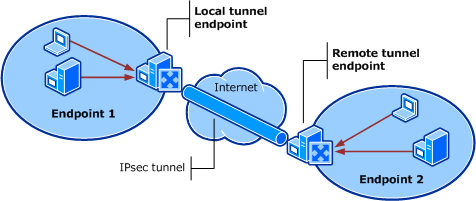 Local tunnel
endpoint
Remote tunnel
endpoint
Internet
Endpoint 1
IPsec tunnel
Endpoint 2